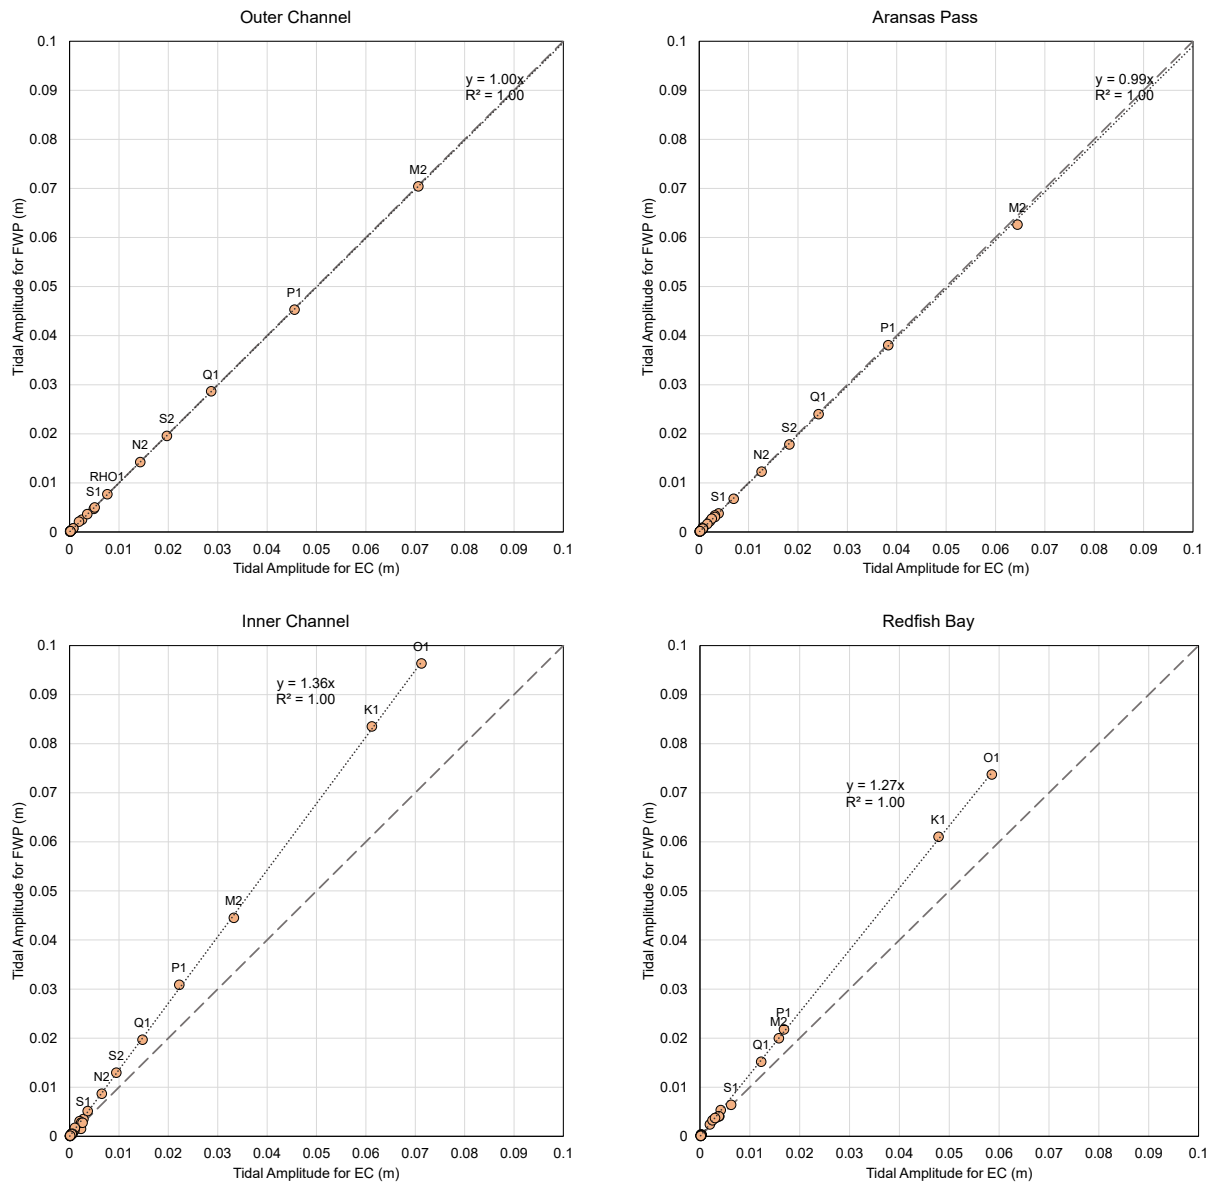 Outer Channel
0.1
0.09
0.08
0.07
0.06
0.05
0.04
0.03
0.02
0.01
0
Tidal Amplitude for FWP (m)
y = 1.00x
R² = 1.00
M2
P1
Q1
S2
N2
RHO1
S1
0 0.01 0.02 0.03 0.04 0.05 0.06 0.07 0.08 0.09 0.1
Tidal Amplitude for EC (m)
Aransas Pass
0.1
0.09
0.08
0.07
0.06
0.05
0.04
0.03
0.02
0.01
0
Tidal Amplitude for FWP (m)
y = 0.99x
R² = 1.00
M2
P1
Q1
S2
N2
S1
0 0.01 0.02 0.03 0.04 0.05 0.06 0.07 0.08 0.09 0.1
Tidal Amplitude for EC (m)
Inner Channel
0.1
0.09
0.08
0.07
0.06
0.05
0.04
0.03
0.02
0.01
0
Tidal Amplitude for FWP (m)
O1
y = 1.36x
R² = 1.00
K1
M2
P1
Q1
S2
N2
S1
0 0.01 0.02 0.03 0.04 0.05 0.06 0.07 0.08 0.09 0.1
Tidal Amplitude for EC (m)
Redfish Bay
0.1
0.09
0.08
0.07
0.06
0.05
0.04
0.03
0.02
0.01
0
Tidal Amplitude for FWP (m)
O1
y = 1.27x
R² = 1.00
K1
P1
M2
Q1
S1
0 0.01 0.02 0.03 0.04 0.05 0.06 0.07 0.08 0.09 0.1
Tidal Amplitude for EC (m)